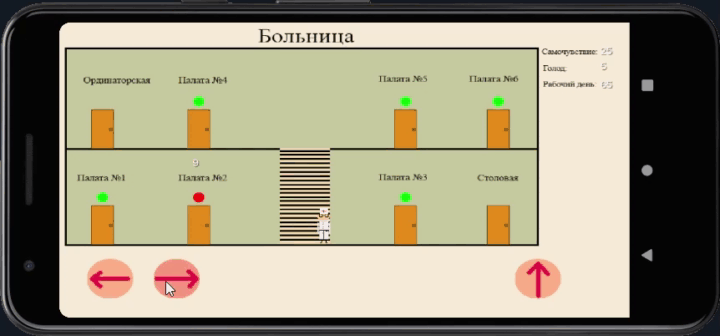 Больница
Самочувствие: 25
Голод: 5
Рабочий день: 65
Ординаторская Палата №4 Палата №5 Палата №6
9
Палата №1 Палата №2 Палата №3 Столовая